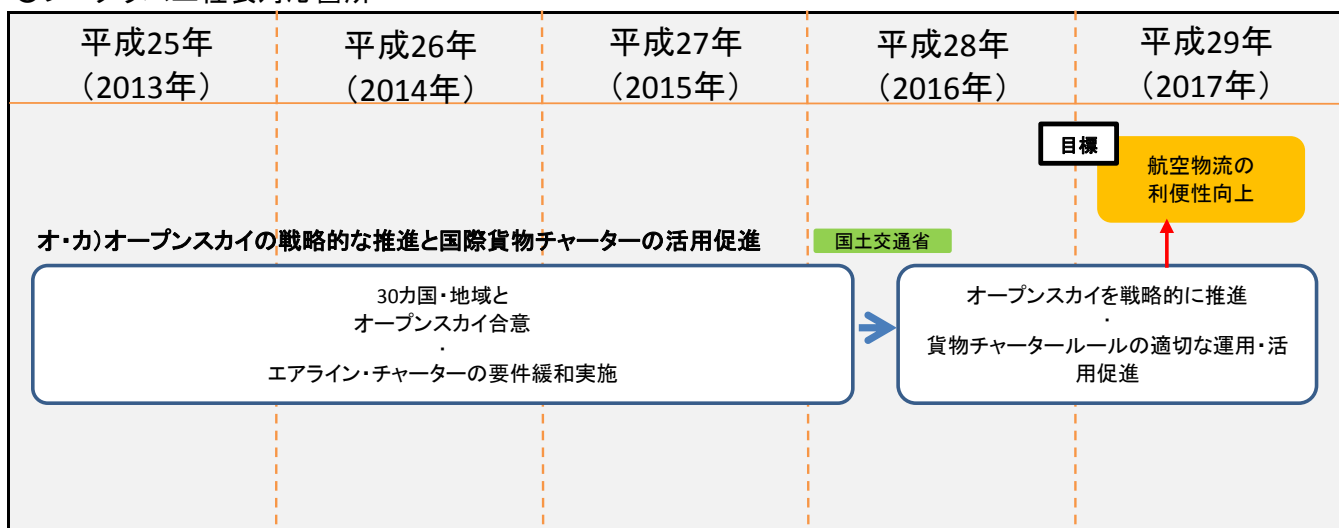 平成25年
（2013年）
平成26年
（2014年）
平成27年
（2015年）
平成28年
（2016年）
平成29年
（2017年）
目標
航空物流の
利便性向上
オ・カ）オープンスカイの戦略的な推進と国際貨物チャーターの活用促進
国土交通省
30カ国・地域と
オープンスカイ合意
・
エアライン・チャーターの要件緩和実施
オープンスカイを戦略的に推進
・
貨物チャータールールの適切な運用・活
用促進